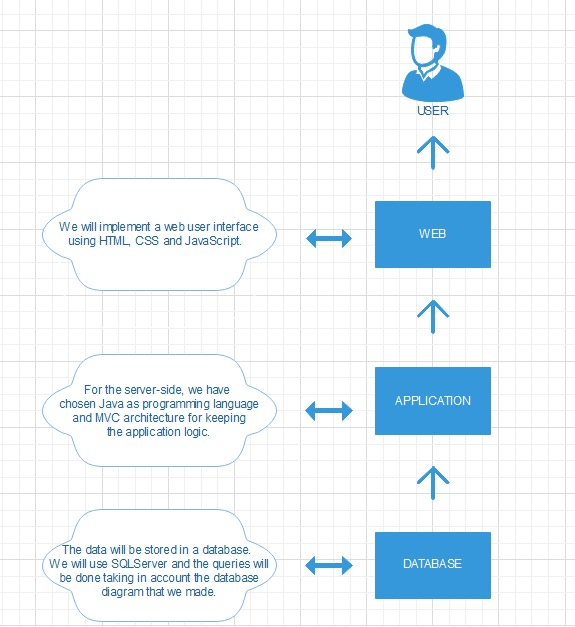 USER
We will implement a web user interface
using HTML, CSS and JavaScript.
WEB
For the server-side, we have
chosen Java as programming language
and MVC architecture for keeping
the application logic.
APPLICATION
The data will be stored in a database.
We will use SQLServer and the queries will
be done taking in account the database
diagram that we made.
DATABASE